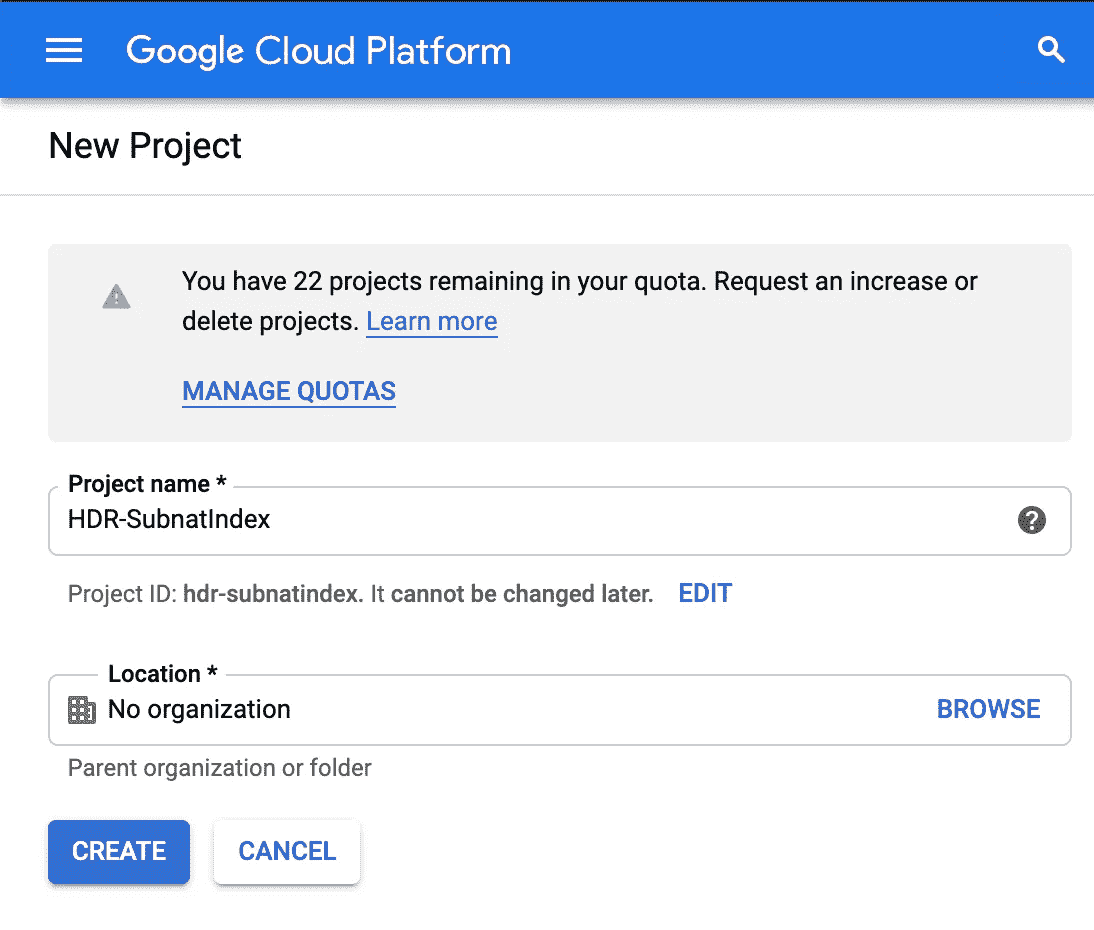 Google Cloud Platform
New Project
You have 22 projects remaining in your quota. Request an increase or
delete projects. Learn more
MANAGE QUOTAS
Project name *
HDR-SubnatIndex
Project ID: hdr-subnatindex. It cannot be changed later. EDIT
Location *
No organization BROWSE
Parent organization or folder
CREATE CANCEL